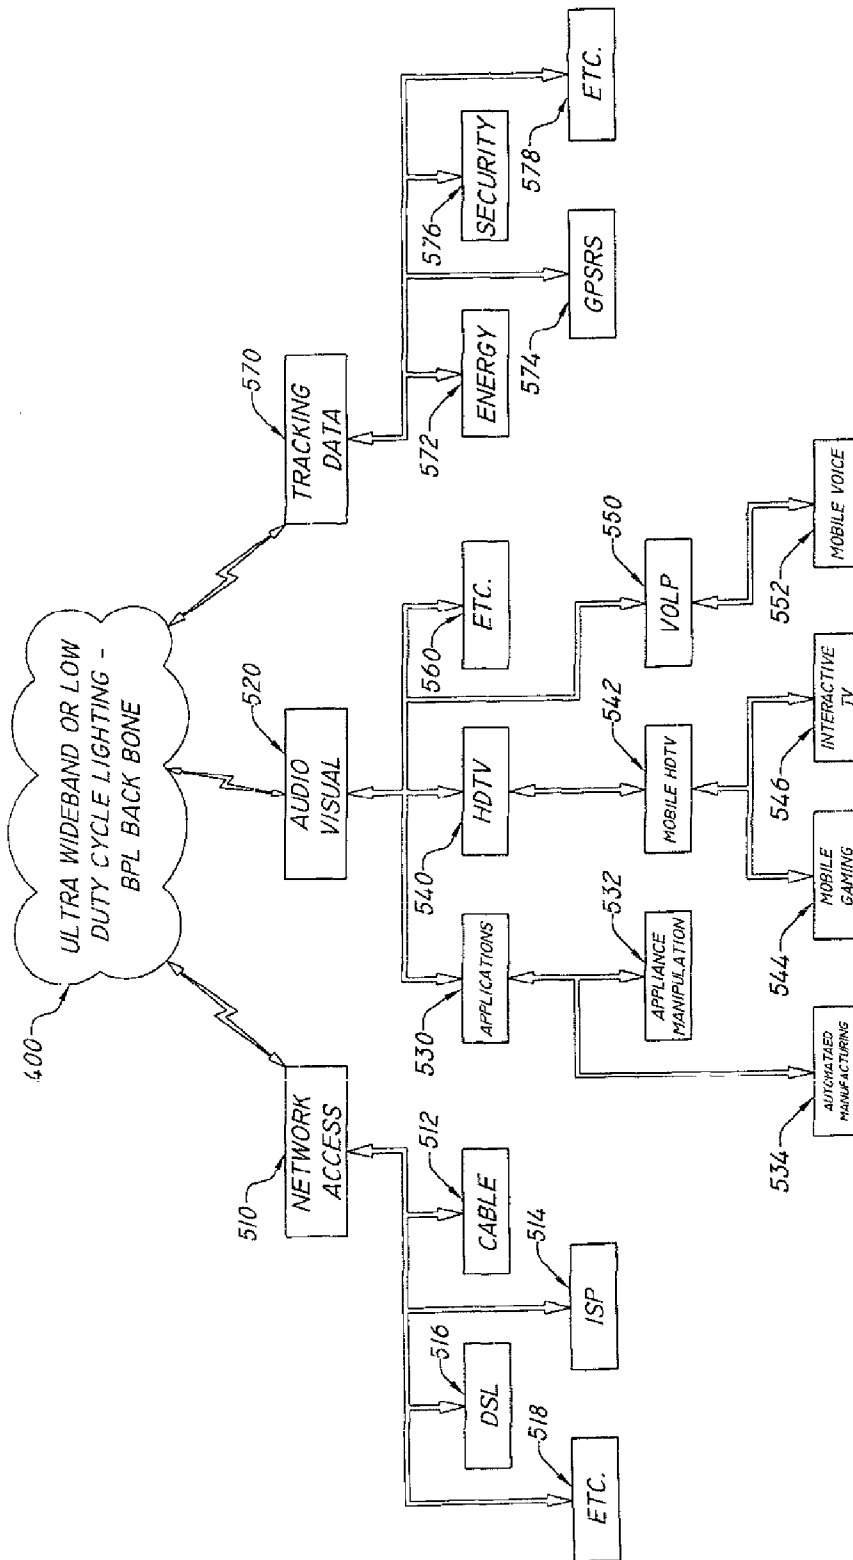 400
ULTRA WIDEBAND OR LOW
DUTY CYCLE LIGHTING -
BPL BACK BONE
510
NETWORK
ACCESS
520
AUDIO
VISUAL
570
TRACKING
DATA
518
ETC.
516
DSL
514
ISP
512
CABLE
530
APPLICATIONS
540
HDTV
560
ETC.
572
ENERGY
574
GPSRS
576
SECURITY
578
ETC.
532
APPLIANCE
MANIPULATION
542
MOBILE HDTV
550
VOLP
534
AUTOMATAED
MANUFACTURING
544
MOBILE
GAMING
546
INTERACTIVE
TV
552
MOBILE VOICE